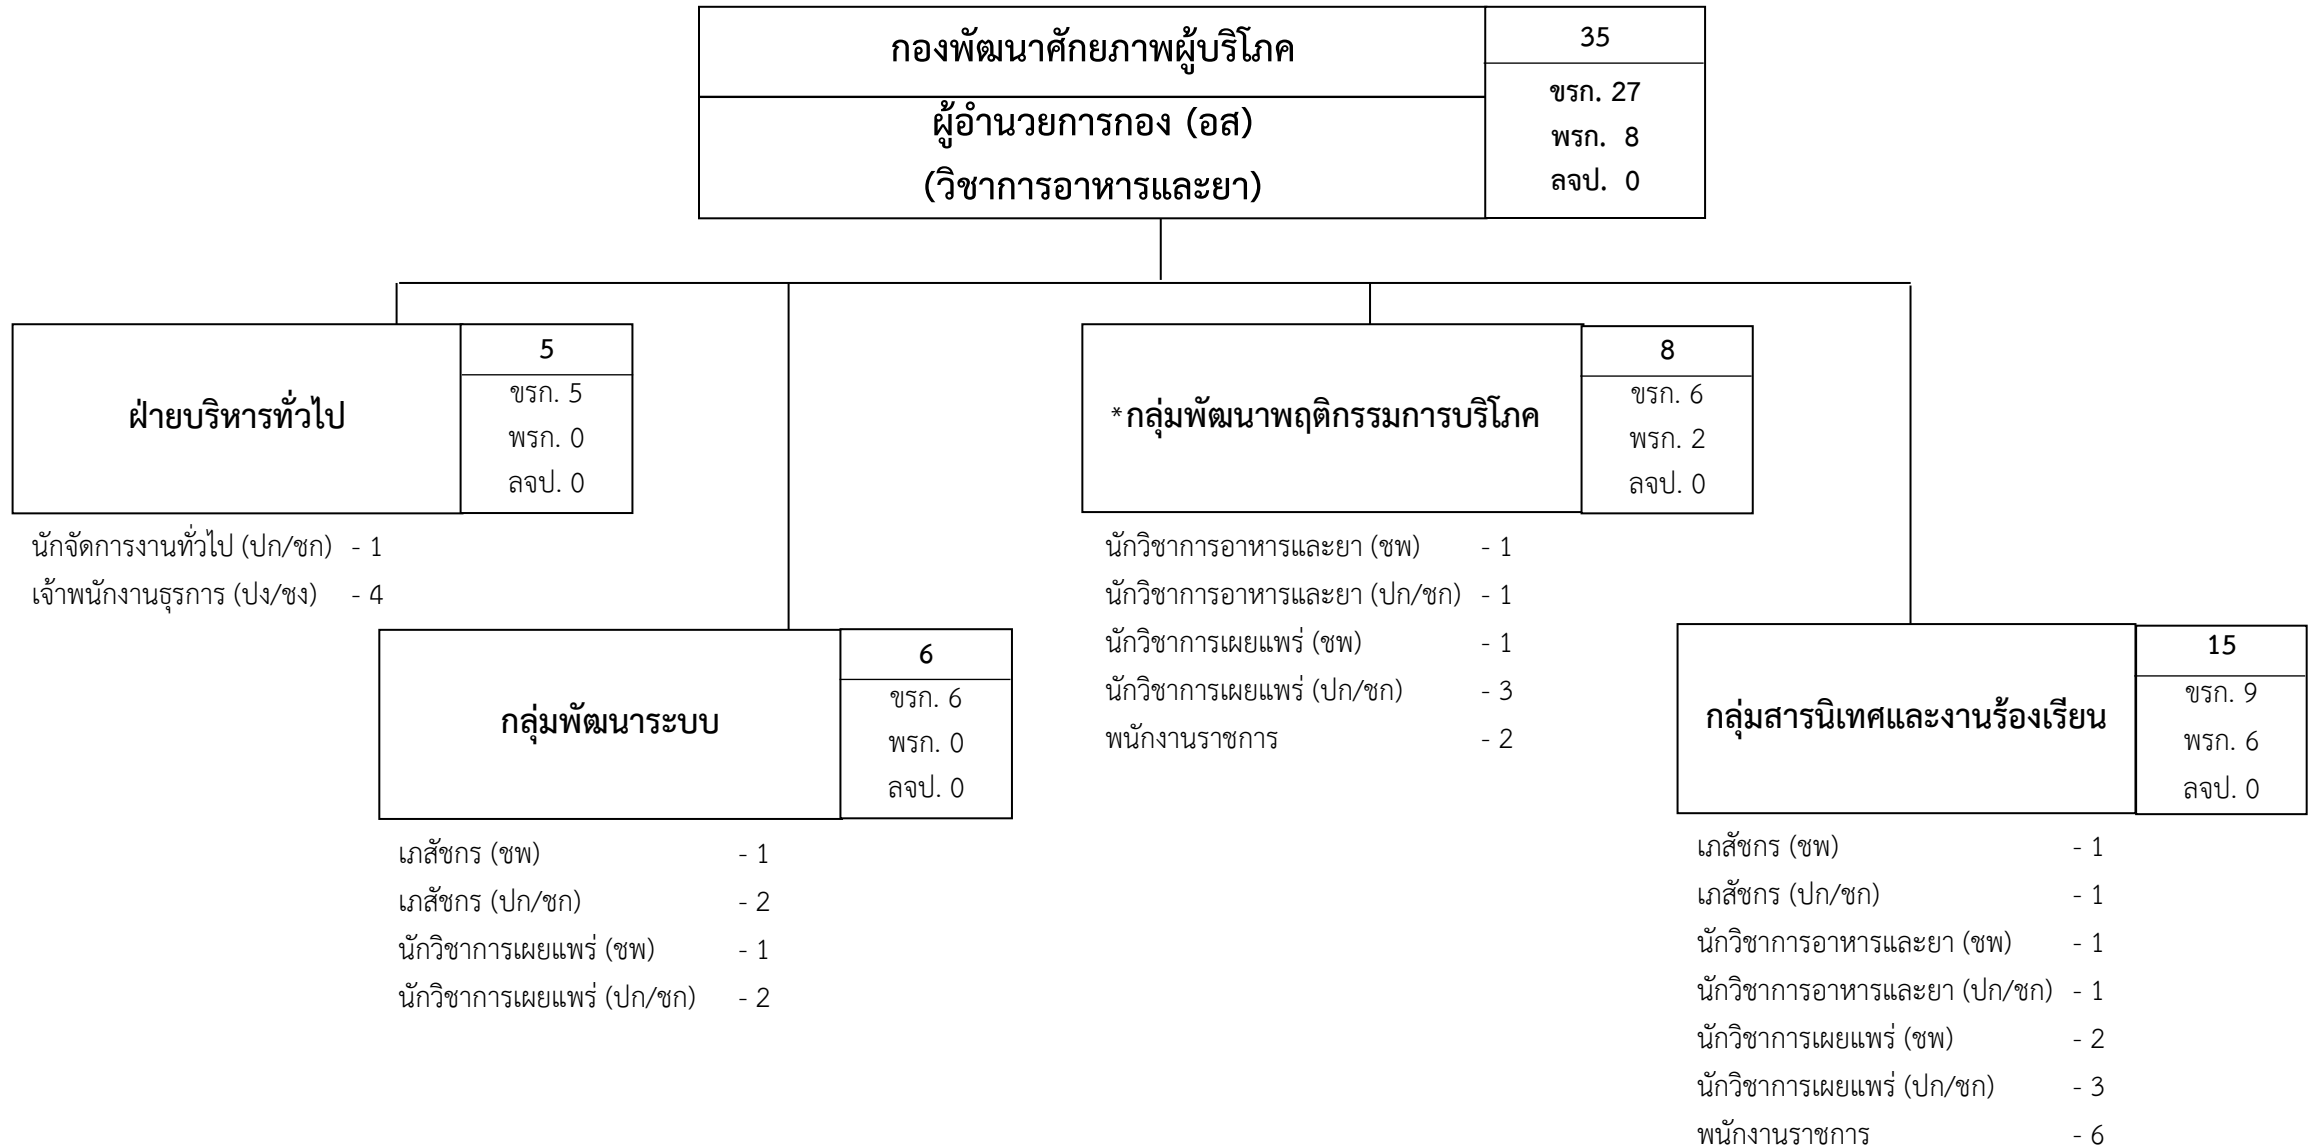 กองพัฒนาศักยภาพผู้บริโภค
ผู้อำนวยการกอง (อส)
(วิชาการอาหารและยา)
35
ขรก. 27
พรก. 8
ลจป. 0
ฝ่ายบริหารทั่วไป
5
ขรก. 5
พรก. 0
ลจป. 0
นักจัดการงานทั่วไป (ปก/ชก) - 1
เจ้าพนักงานธุรการ (ปง/ชง) - 4
กลุ่มพัฒนาระบบ
6
ขรก. 6
พรก. 0
ลจป. 0
เภสัชกร (ชพ) - 1
เภสัชกร (ปก/ชก) - 2
นักวิชาการเผยแพร่ (ชพ) - 1
นักวิชาการเผยแพร่ (ปก/ชก) - 2
*กลุ่มพัฒนาพฤติกรรมการบริโภค
8
ขรก. 6
พรก. 2
ลจป. 0
นักวิชาการอาหารและยา (ชพ) - 1
นักวิชาการอาหารและยา (ปก/ชก) - 1
นักวิชาการเผยแพร่ (ชพ) - 1
นักวิชาการเผยแพร่ (ปก/ชก) - 3
พนักงานราชการ - 2
กลุ่มสารนิเทศและงานร้องเรียน
15
ขรก. 9
พรก. 6
ลจป. 0
เภสัชกร (ชพ) - 1
เภสัชกร (ปก/ชก) - 1
นักวิชาการอาหารและยา (ชพ) - 1
นักวิชาการอาหารและยา (ปก/ชก) - 1
นักวิชาการเผยแพร่ (ชพ) - 2
นักวิชาการเผยแพร่ (ปก/ชก) - 3
พนักงานราชการ - 6